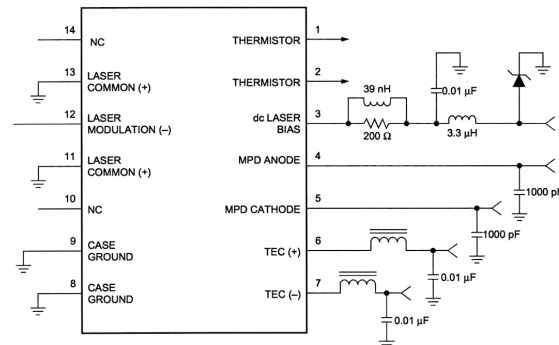 14
NC
13
LASER
COMMON (+)
12
LASER
MODULATION (–)
11
LASER
COMMON (+)
10
NC
9
CASE
GROUND
8
CASE
GROUND
THERMISTOR
1
THERMISTOR
2
dc LASER
BIAS
3
MPD ANODE
4
MPD CATHODE
5
TEC (+)
6
TEC (–)
7
39 nH
200 Ω
0.01 μF
3.3 μH
1000 pF
1000 pF
0.01 μF
0.01 μF